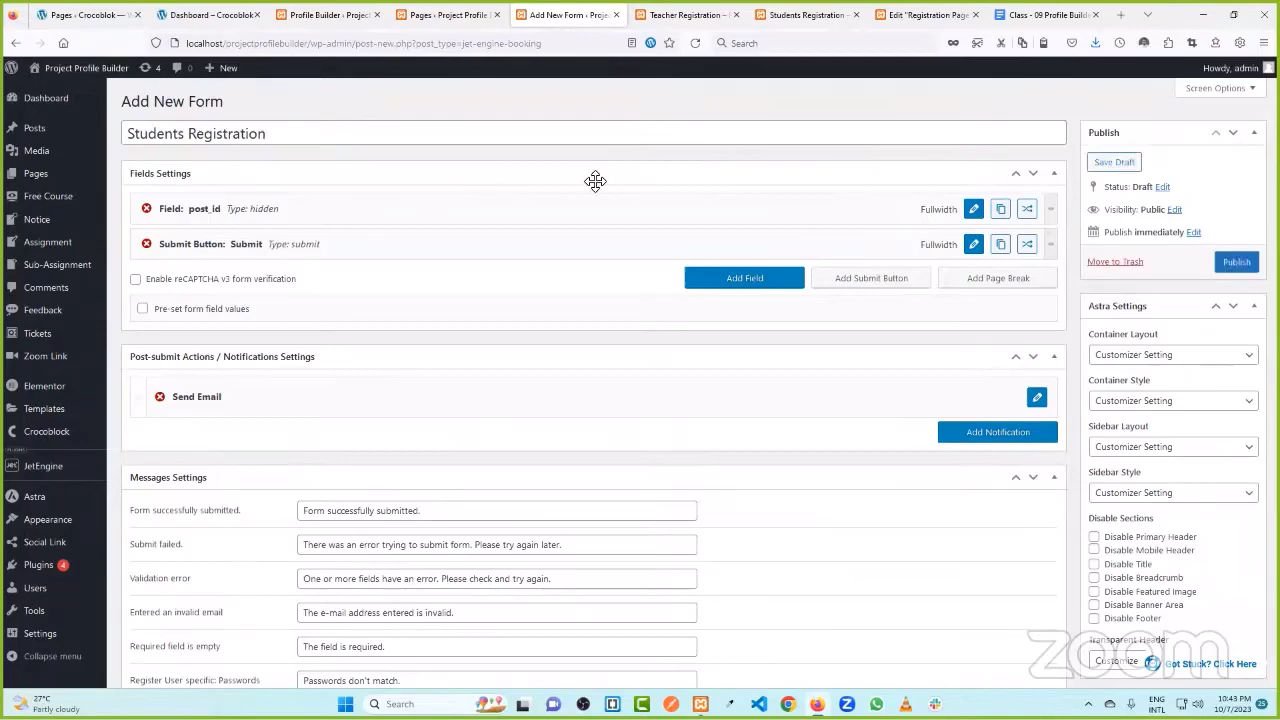 Pages ‹ Crocoblock — W
Dashboard ‹ Crocoblok
Profile Builder ‹ Project
Pages ‹ Project Profile
Add New Form ‹ Proje
Teacher Registration –
Students Registration –
Edit "Registration Page
Class - 09 Profile Builde
localhost/projectprofilebuilder/wp-admin/post-new.php?post_type=jet-engine-booking
Search
Project Profile Builder
4
0
New
Howdy, admin
Screen Options
Dashboard
Posts
Media
Pages
Free Course
Notice
Assignment
Sub-Assignment
Comments
Feedback
Tickets
Zoom Link
Elementor
Templates
Crocoblock
JetEngine
Astra
Appearance
Social Link
Plugins 4
Users
Tools
Settings
Collapse menu
Add New Form
Students Registration
Fields Settings
Field: post_id Type: hidden
Fullwidth
Submit Button: Submit Type: submit
Fullwidth
Enable reCAPTCHA v3 form verification
Add Field
Add Submit Button
Add Page Break
Pre-set form field values
Post-submit Actions / Notifications Settings
Send Email
Add Notification
Messages Settings
Form successfully submitted.
Form successfully submitted.
Submit failed.
There was an error trying to submit form. Please try again later.
Validation error
One or more fields have an error. Please check and try again.
Entered an invalid email
The e-mail address entered is invalid.
Required field is empty
The field is required.
Register User specific: Passwords
Passwords don't match.
Publish
Save Draft
Status: Draft Edit
Visibility: Public Edit
Publish immediately Edit
Move to Trash
Publish
Astra Settings
Container Layout
Customizer Setting
Container Style
Customizer Setting
Sidebar Layout
Customizer Setting
Sidebar Style
Customizer Setting
Disable Sections
Disable Primary Header
Disable Mobile Header
Disable Title
Disable Breadcrumb
Disable Featured Image
Disable Banner Area
Disable Footer
Transparent Header
Customize
Got Stuck? Click Here
zoom
27°C
Partly cloudy
Search
ENG
INTL
10:43 PM
10/7/2023
25